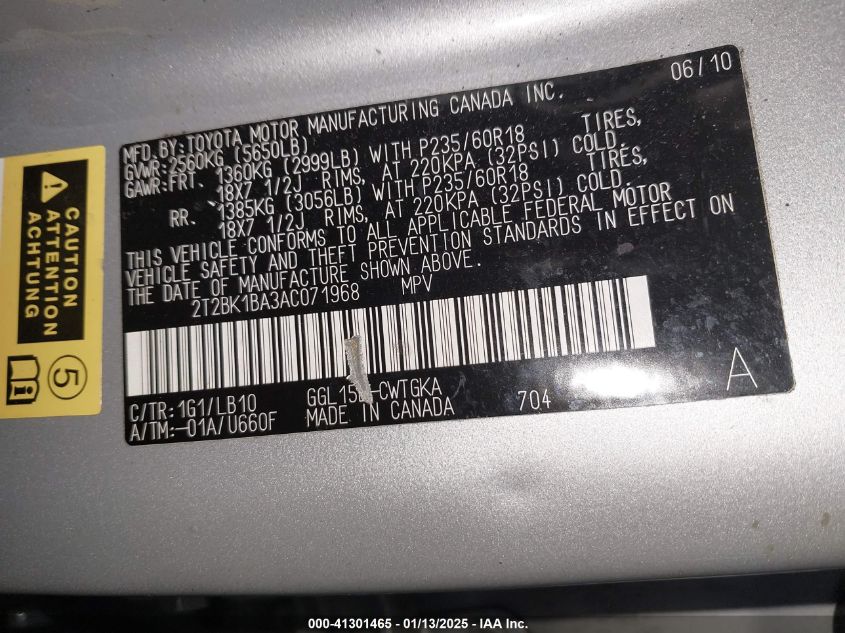 06/10
MFD.BY:TOYOTA MOTOR MANUFACTURING CANADA INC.
GVWR:2560KG (5650LB)
GAWR:FRT. 1360KG (2999LB) WITH P235/60R18 TIRES,
18X7 1/2J RIMS, AT 220KPA (32PSI) COLD.
RR. 1385KG (3056LB) WITH P235/60R18 TIRES,
18X7 1/2J RIMS, AT 220KPA (32PSI) COLD.
THIS VEHICLE CONFORMS TO ALL APPLICABLE FEDERAL MOTOR
VEHICLE SAFETY AND THEFT PREVENTION STANDARDS IN EFFECT ON
THE DATE OF MANUFACTURE SHOWN ABOVE.
2T2BK1BA3AC071968 MPV
C/TR:1G1/LB10 GGL15 -CWTGKA 704 A
A/TM:-01A/U660F MADE IN CANADA
CAUTION
ATTENTION
ACHTUNG
5
i
000-41301465 - 01/13/2025 - IAA Inc.